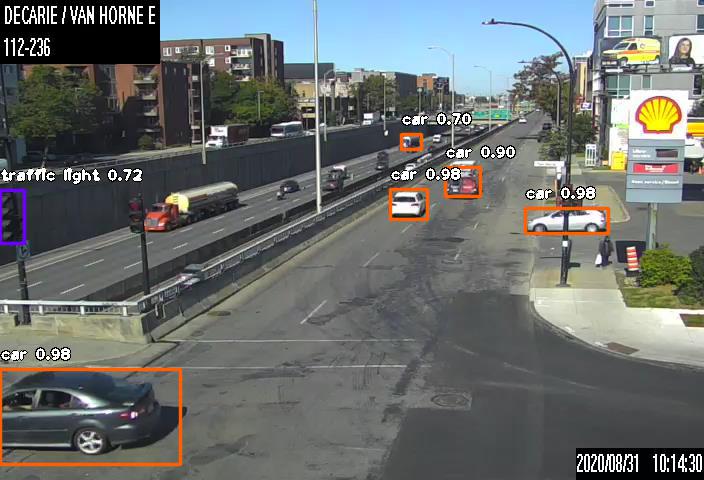 DECARIE / VAN HORNE E
112-236
car 0.70
car 0.90
traffic light 0.72
car 0.98
car 0.98
car 0.98
2020/08/31 10:14:30